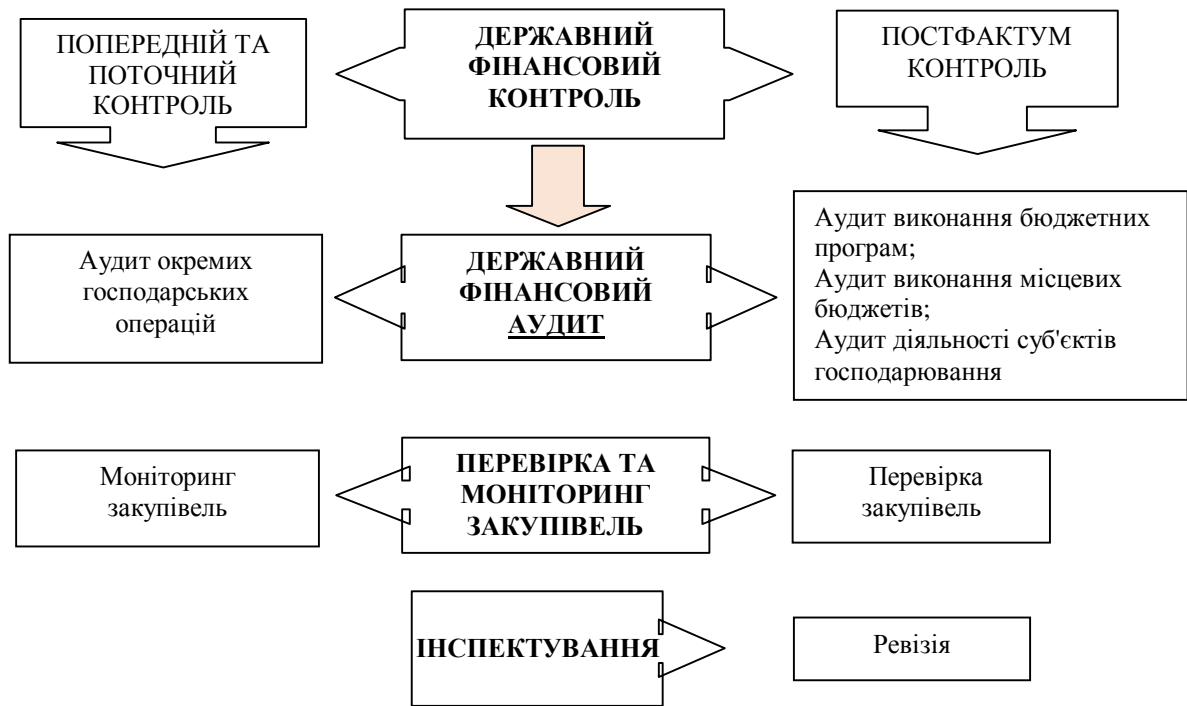 ПОПЕРЕДНІЙ ТА
ПОТОЧНИЙ
КОНТРОЛЬ
ДЕРЖАВНИЙ
ФІНАНСОВИЙ
КОНТРОЛЬ
ПОСТФАКТУМ
КОНТРОЛЬ
Аудит окремих
господарських
операцій
ДЕРЖАВНИЙ
ФІНАНСОВИЙ
АУДИТ
Аудит виконання бюджетних
програм;
Аудит виконання місцевих
бюджетів;
Аудит діяльності суб'єктів
господарювання
Моніторинг
закупівель
ПЕРЕВІРКА ТА
МОНІТОРИНГ
ЗАКУПІВЕЛЬ
Перевірка
закупівель
ІНСПЕКТУВАННЯ
Ревізія